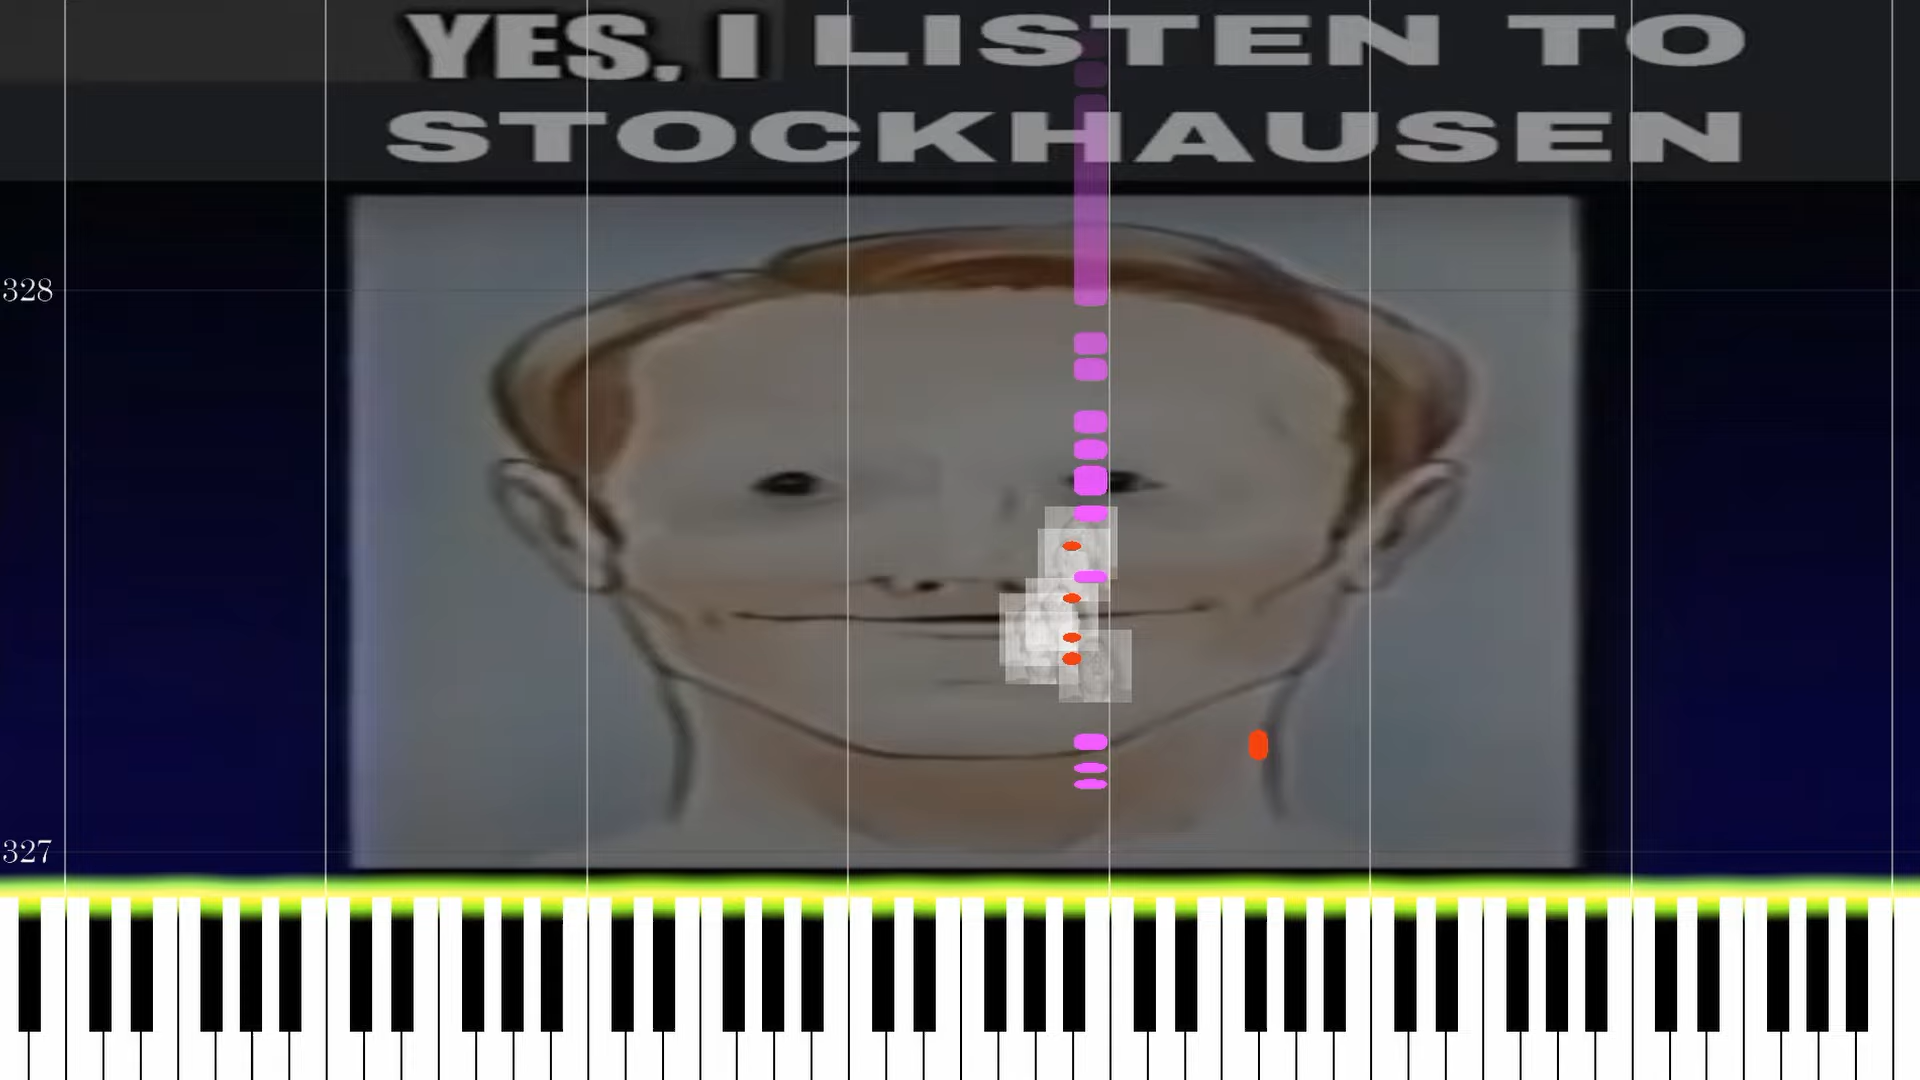 YES, I LISTEN TO
STOCKHAUSEN
328
327